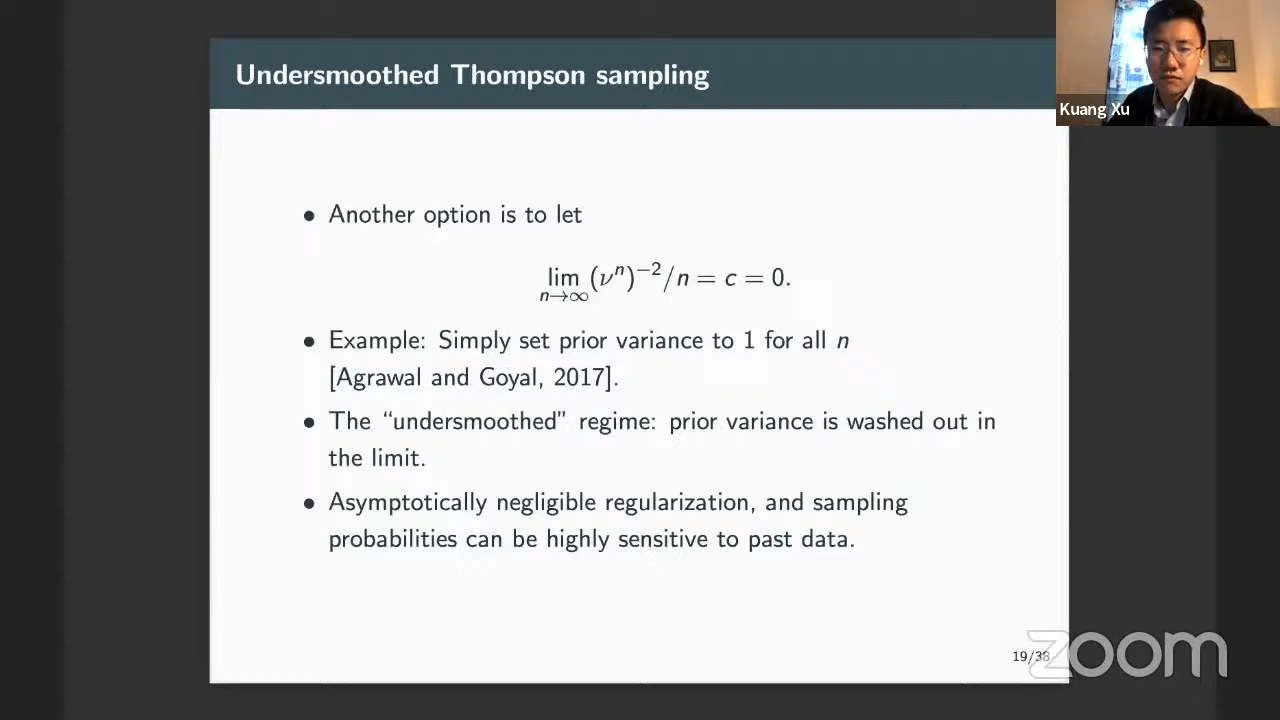 Undersmoothed Thompson sampling
Kuang Xu
• Another option is to let
lim (νⁿ)⁻²/n = c = 0.
n→∞
• Example: Simply set prior variance to 1 for all n
[Agrawal and Goyal, 2017].
• The “undersmoothed” regime: prior variance is washed out in
the limit.
• Asymptotically negligible regularization, and sampling
probabilities can be highly sensitive to past data.
19/38
zoom